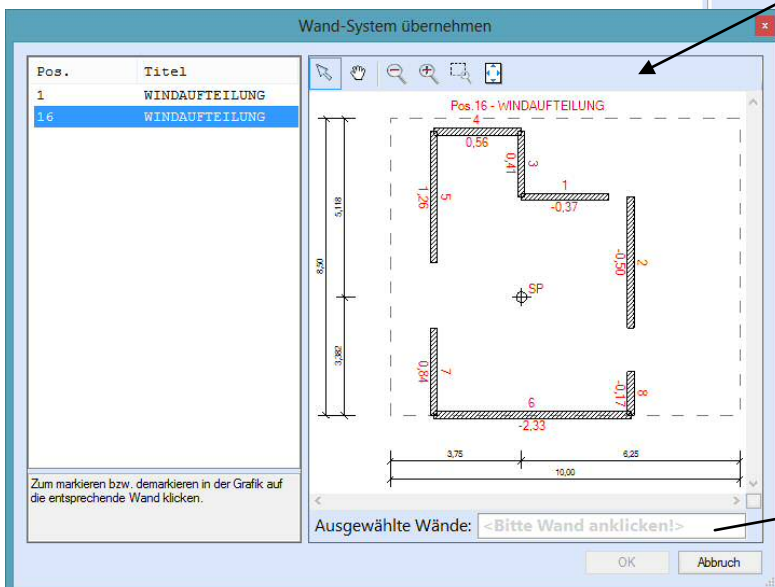 Wand-System übernehmen
x
Pos. Titel
1 WINDAUFTEILUNG
16 WINDAUFTEILUNG
Zum markieren bzw. demarkieren in der Grafik auf
die entsprechende Wand klicken.
Pos.16 - WINDAUFTEILUNG
4
0,56
0,41
3
1
-0,37
1,26
5
5,118
8,50
-0,50
2
SP
3,382
0,84
7
-0,17
8
6
-2,33
3,75
6,25
10,00
Ausgewählte Wände: <Bitte Wand anklicken!>
OK Abbruch